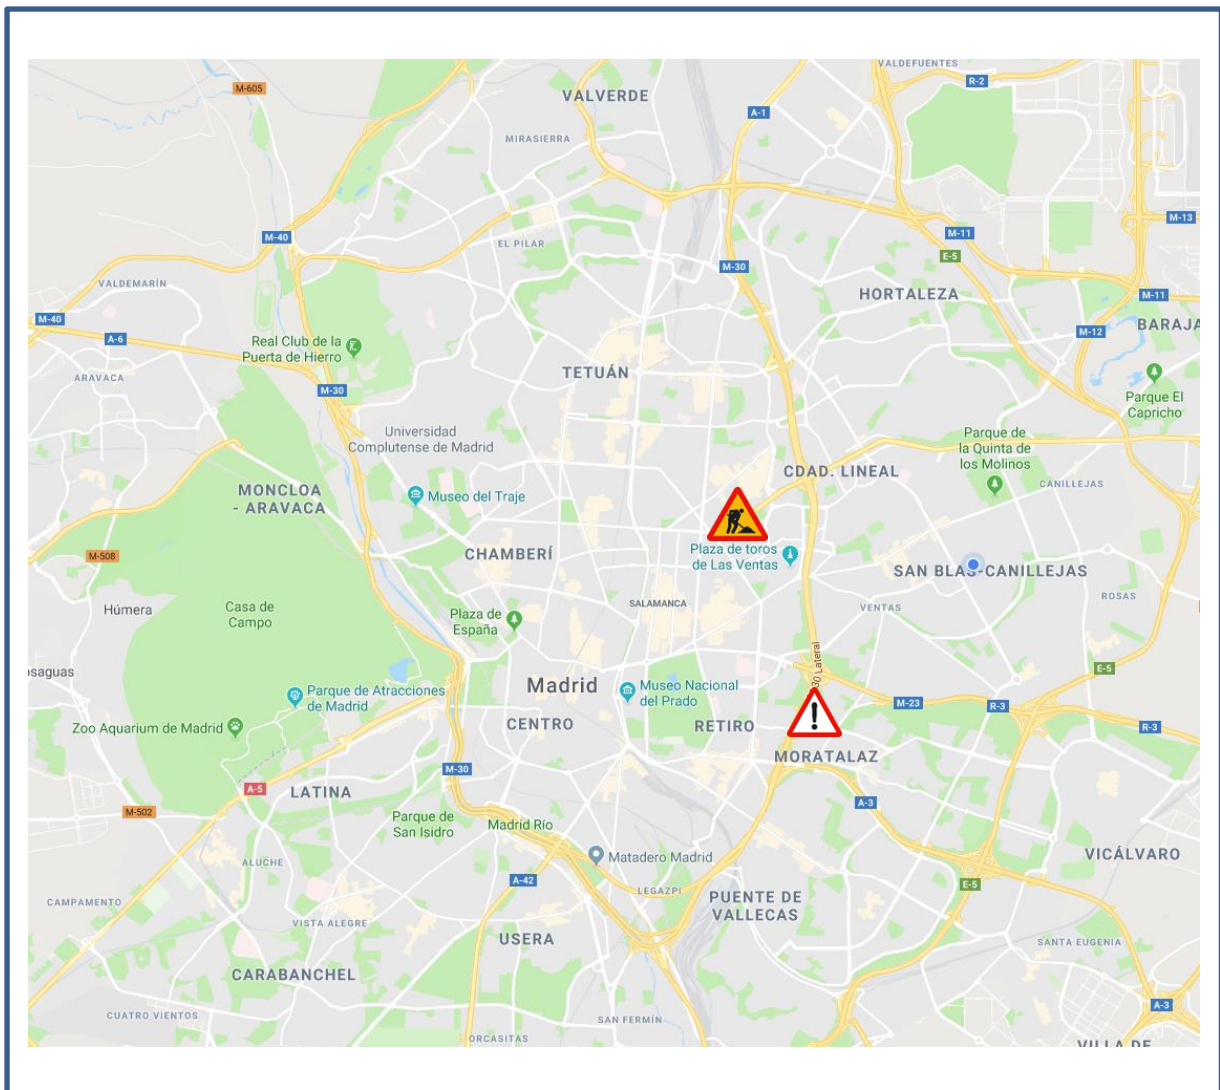 VALDEFUENTES
R-2
M-605
VALVERDE
A-1
MIRASIERRA
M-13
M-40
M-11
EL PILAR
E-5
M-30
VALDEMARÍN
HORTALEZA
M-11
M-40
BARAJA
A-6
M-12
Real Club de la
Puerta de Hierro
TETUÁN
ARAVACA
M-30
Parque El
Capricho
Universidad
Complutense de Madrid
Parque de
la Quinta de
los Molinos
CDAD. LINEAL
CANILLEJAS
MONCLOA
- ARAVACA
Museo del Traje
M-508
CHAMBERÍ
Plaza de toros
de Las Ventas
SAN BLAS-CANILLEJAS
ROSAS
Húmera
Casa de
Campo
SALAMANCA
VENTAS
Plaza de
España
30 Lateral
osaguas
E-5
Madrid
Museo Nacional
del Prado
Parque de Atracciones
de Madrid
M-23
R-3
R-3
Zoo Aquarium de Madrid
CENTRO
RETIRO
!
MORATALAZ
M-30
A-5
LATINA
M-502
A-3
Parque de
San Isidro
Madrid Río
Matadero Madrid
VICÁLVARO
ALUCHE
A-42
LEGAZPI
E-5
CAMPAMENTO
PUENTE DE
VALLECAS
VISTA ALEGRE
USERA
SANTA EUGENIA
CARABANCHEL
A-3
CUATRO VIENTOS
SAN FERMÍN
ORCASITAS
VILLA DE